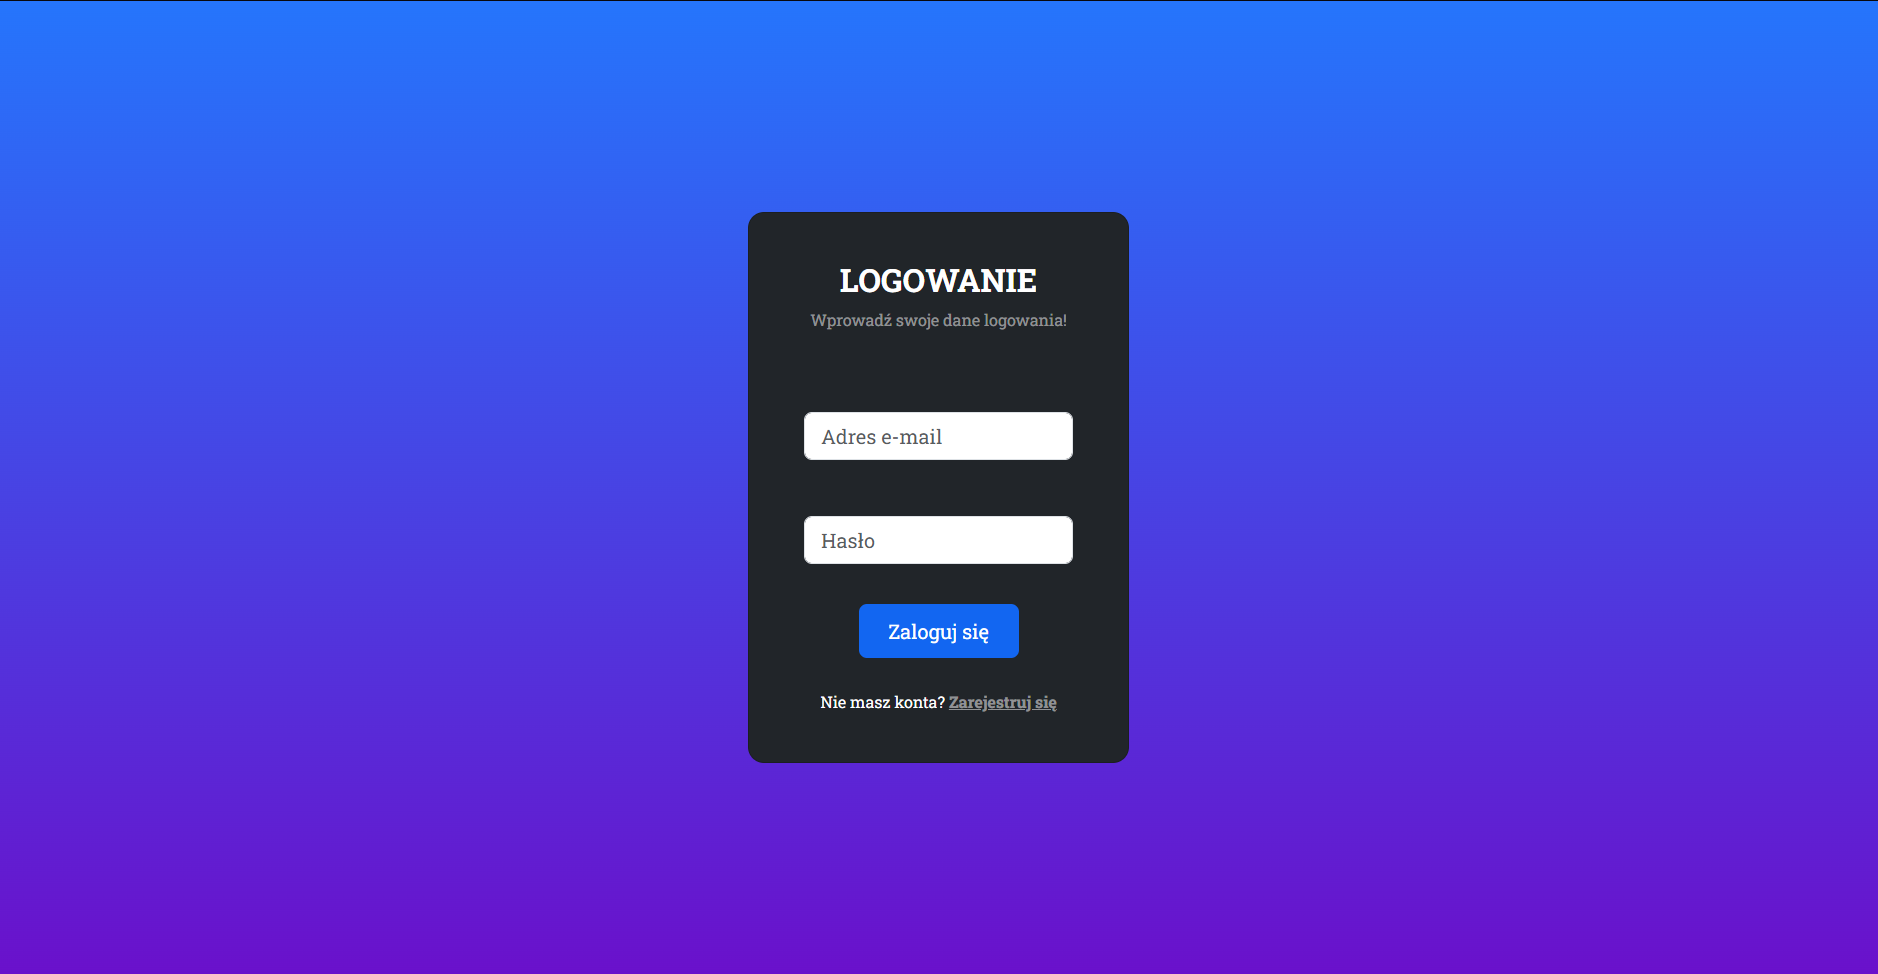 LOGOWANIE
Wprowadź swoje dane logowania!
Adres e-mail
Hasło
Zaloguj się
Nie masz konta? Zarejestruj się